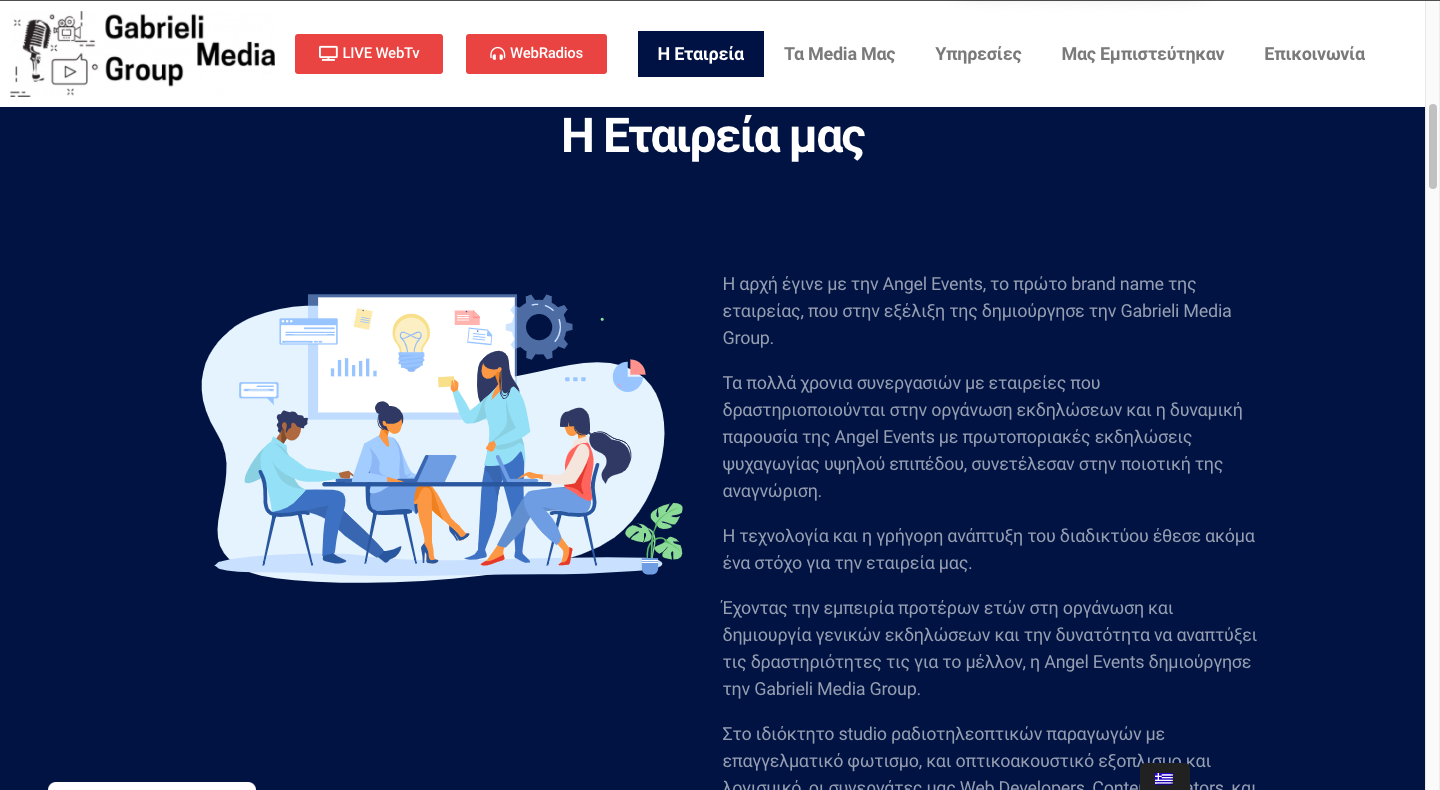 Gabrieli
Media
Group
LIVE WebTv
WebRadios
Η Εταιρεία
Τα Media Μας
Υπηρεσίες
Μας Εμπιστεύτηκαν
Επικοινωνία
Η Εταιρεία μας
Η αρχή έγινε με την Angel Events, το πρώτο brand name της
εταιρείας, που στην εξέλιξη της δημιούργησε την Gabrieli Media
Group.
Τα πολλά χρονια συνεργασιών με εταιρείες που
δραστηριοποιούνται στην οργάνωση εκδηλώσεων και η δυναμική
παρουσία της Angel Events με πρωτοποριακές εκδηλώσεις
ψυχαγωγίας υψηλού επιπέδου, συνετέλεσαν στην ποιοτική της
αναγνώριση.
Η τεχνολογία και η γρήγορη ανάπτυξη του διαδικτύου έθεσε ακόμα
ένα στόχο για την εταιρεία μας.
Έχοντας την εμπειρία προτέρων ετών στη οργάνωση και
δημιουργία γενικών εκδηλώσεων και την δυνατότητα να αναπτύξει
τις δραστηριότητες τις για το μέλλον, η Angel Events δημιούργησε
την Gabrieli Media Group.
Στο ιδιόκτητο studio ραδιοτηλεοπτικών παραγωγών με
επαγγελματικό φωτισμο, και οπτικοακουστικό εξοπλισμο και
λογισμικό, οι συνεργάτες μας Web Developers, και